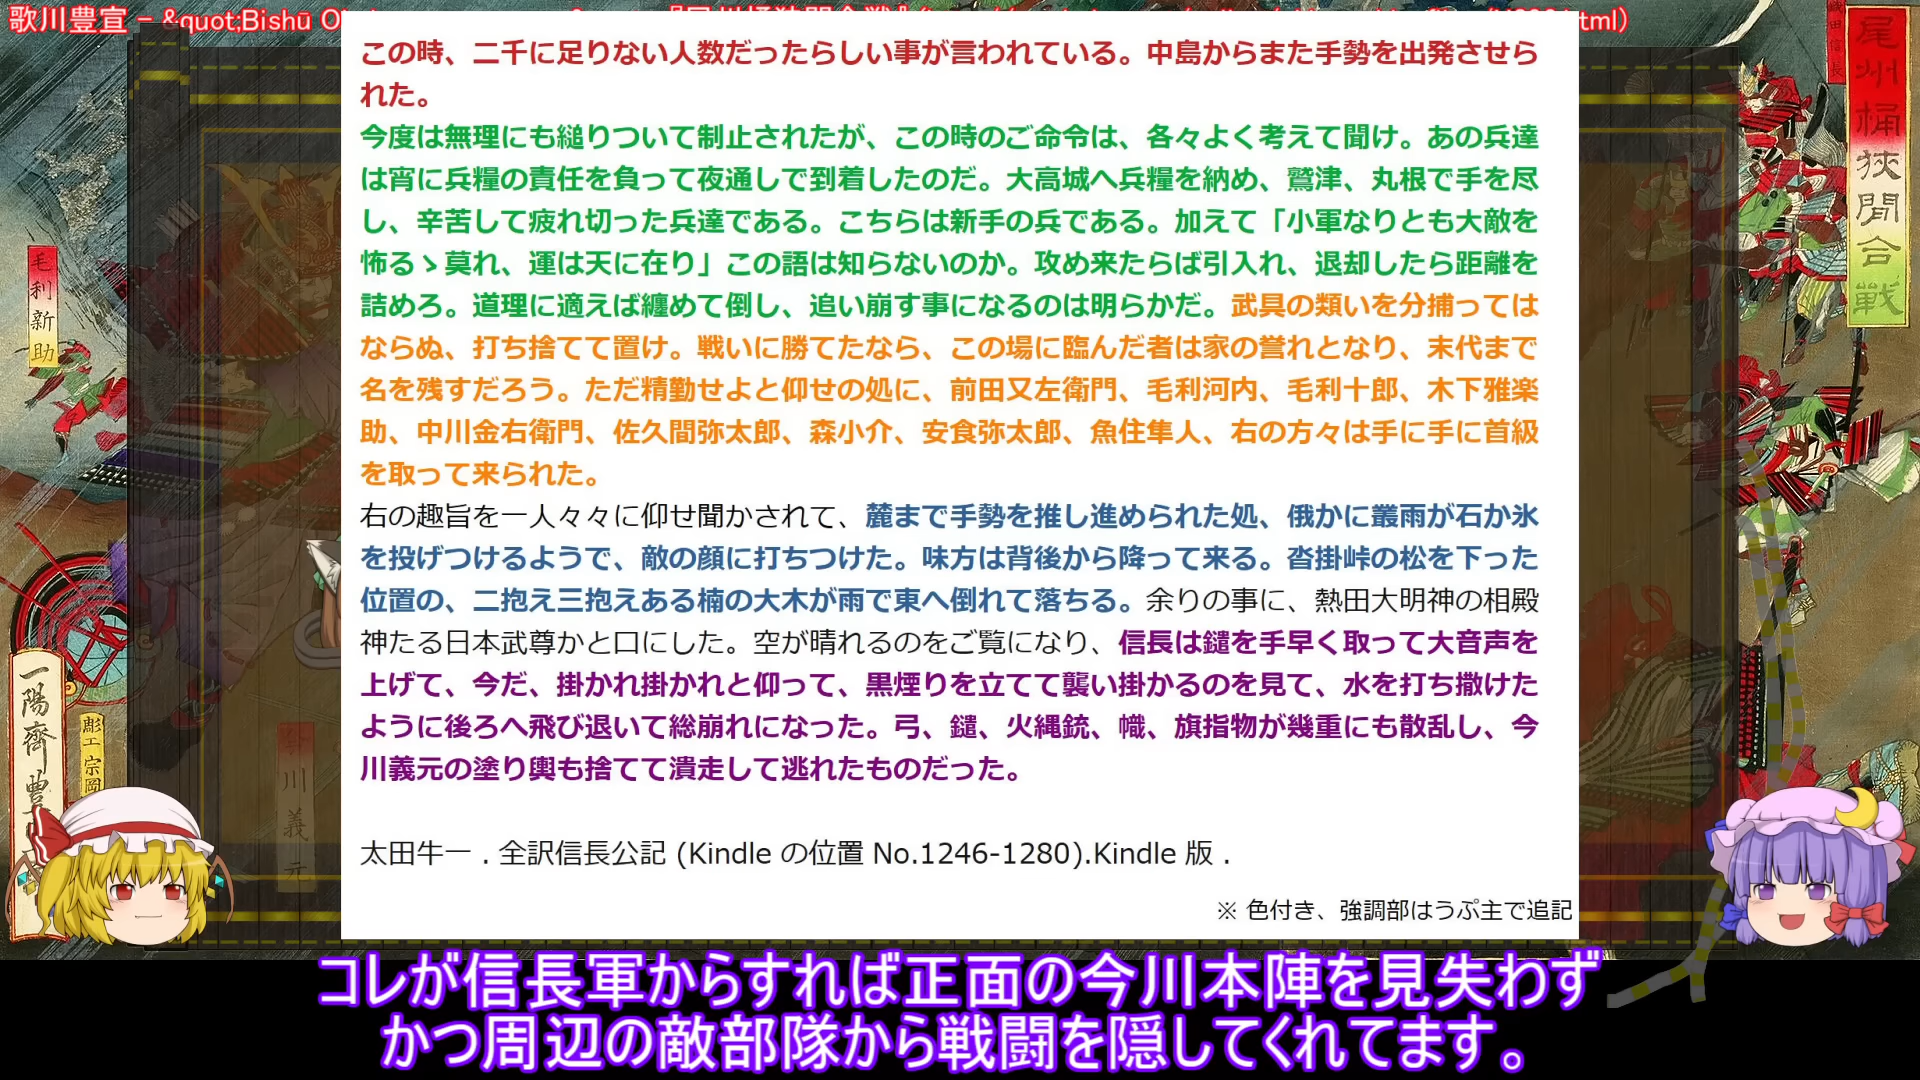 歌川豊宣 - &quot;Bishū O
tml)
この時、二千に足りない人数だったらしい事が言われている。中島からまた手勢を出発させら
れた。
今度は無理にも縋りついて制止されたが、この時のご命令は、各々よく考えて聞け。あの兵達
は宵に兵糧の責任を負って夜通しで到着したのだ。大高城へ兵糧を納め、鷲津、丸根で手を尽
し、辛苦して疲れ切った兵達である。こちらは新手の兵である。加えて「小軍なりとも大敵を
怖るゝ莫れ、運は天に在り」この語は知らないのか。攻め来たらば引入れ、退却したら距離を
詰めろ。道理に適えば纏めて倒し、追い崩す事になるのは明らかだ。武具の類いを分捕っては
ならぬ、打ち捨てて置け。戦いに勝てたなら、この場に臨んだ者は家の誉れとなり、末代まで
名を残すだろう。ただ精勤せよと仰せの処に、前田又左衛門、毛利河内、毛利十郎、木下雅楽
助、中川金右衛門、佐久間弥太郎、森小介、安食弥太郎、魚住隼人、右の方々は手に手に首級
を取って来られた。
右の趣旨を一人々々に仰せ聞かされて、麓まで手勢を推し進められた処、俄かに叢雨が石か氷
を投げつけるようで、敵の顔に打ちつけた。味方は背後から降って来る。沓掛峠の松を下った
位置の、二抱え三抱えある楠の大木が雨で東へ倒れて落ちる。余りの事に、熱田大明神の相殿
神たる日本武尊かと口にした。空が晴れるのをご覧になり、信長は鑓を手早く取って大音声を
上げて、今だ、掛かれ掛かれと仰って、黒煙りを立てて襲い掛かるのを見て、水を打ち撒けた
ように後ろへ飛び退いて総崩れになった。弓、鑓、火縄銃、幟、旗指物が幾重にも散乱し、今
川義元の塗り輿も捨てて潰走して逃れたものだった。
太田牛一 . 全訳信長公記 (Kindle の位置 No.1246-1280).Kindle 版 .
※ 色付き、強調部はうぷ主で追記
尾州桶狭間合戰
毛利新助
一陽齋豊
彫工 宗岡
川義元
コレが信長軍からすれば正面の今川本陣を見失わず
かつ周辺の敵部隊から戦闘を隠してくれてます。